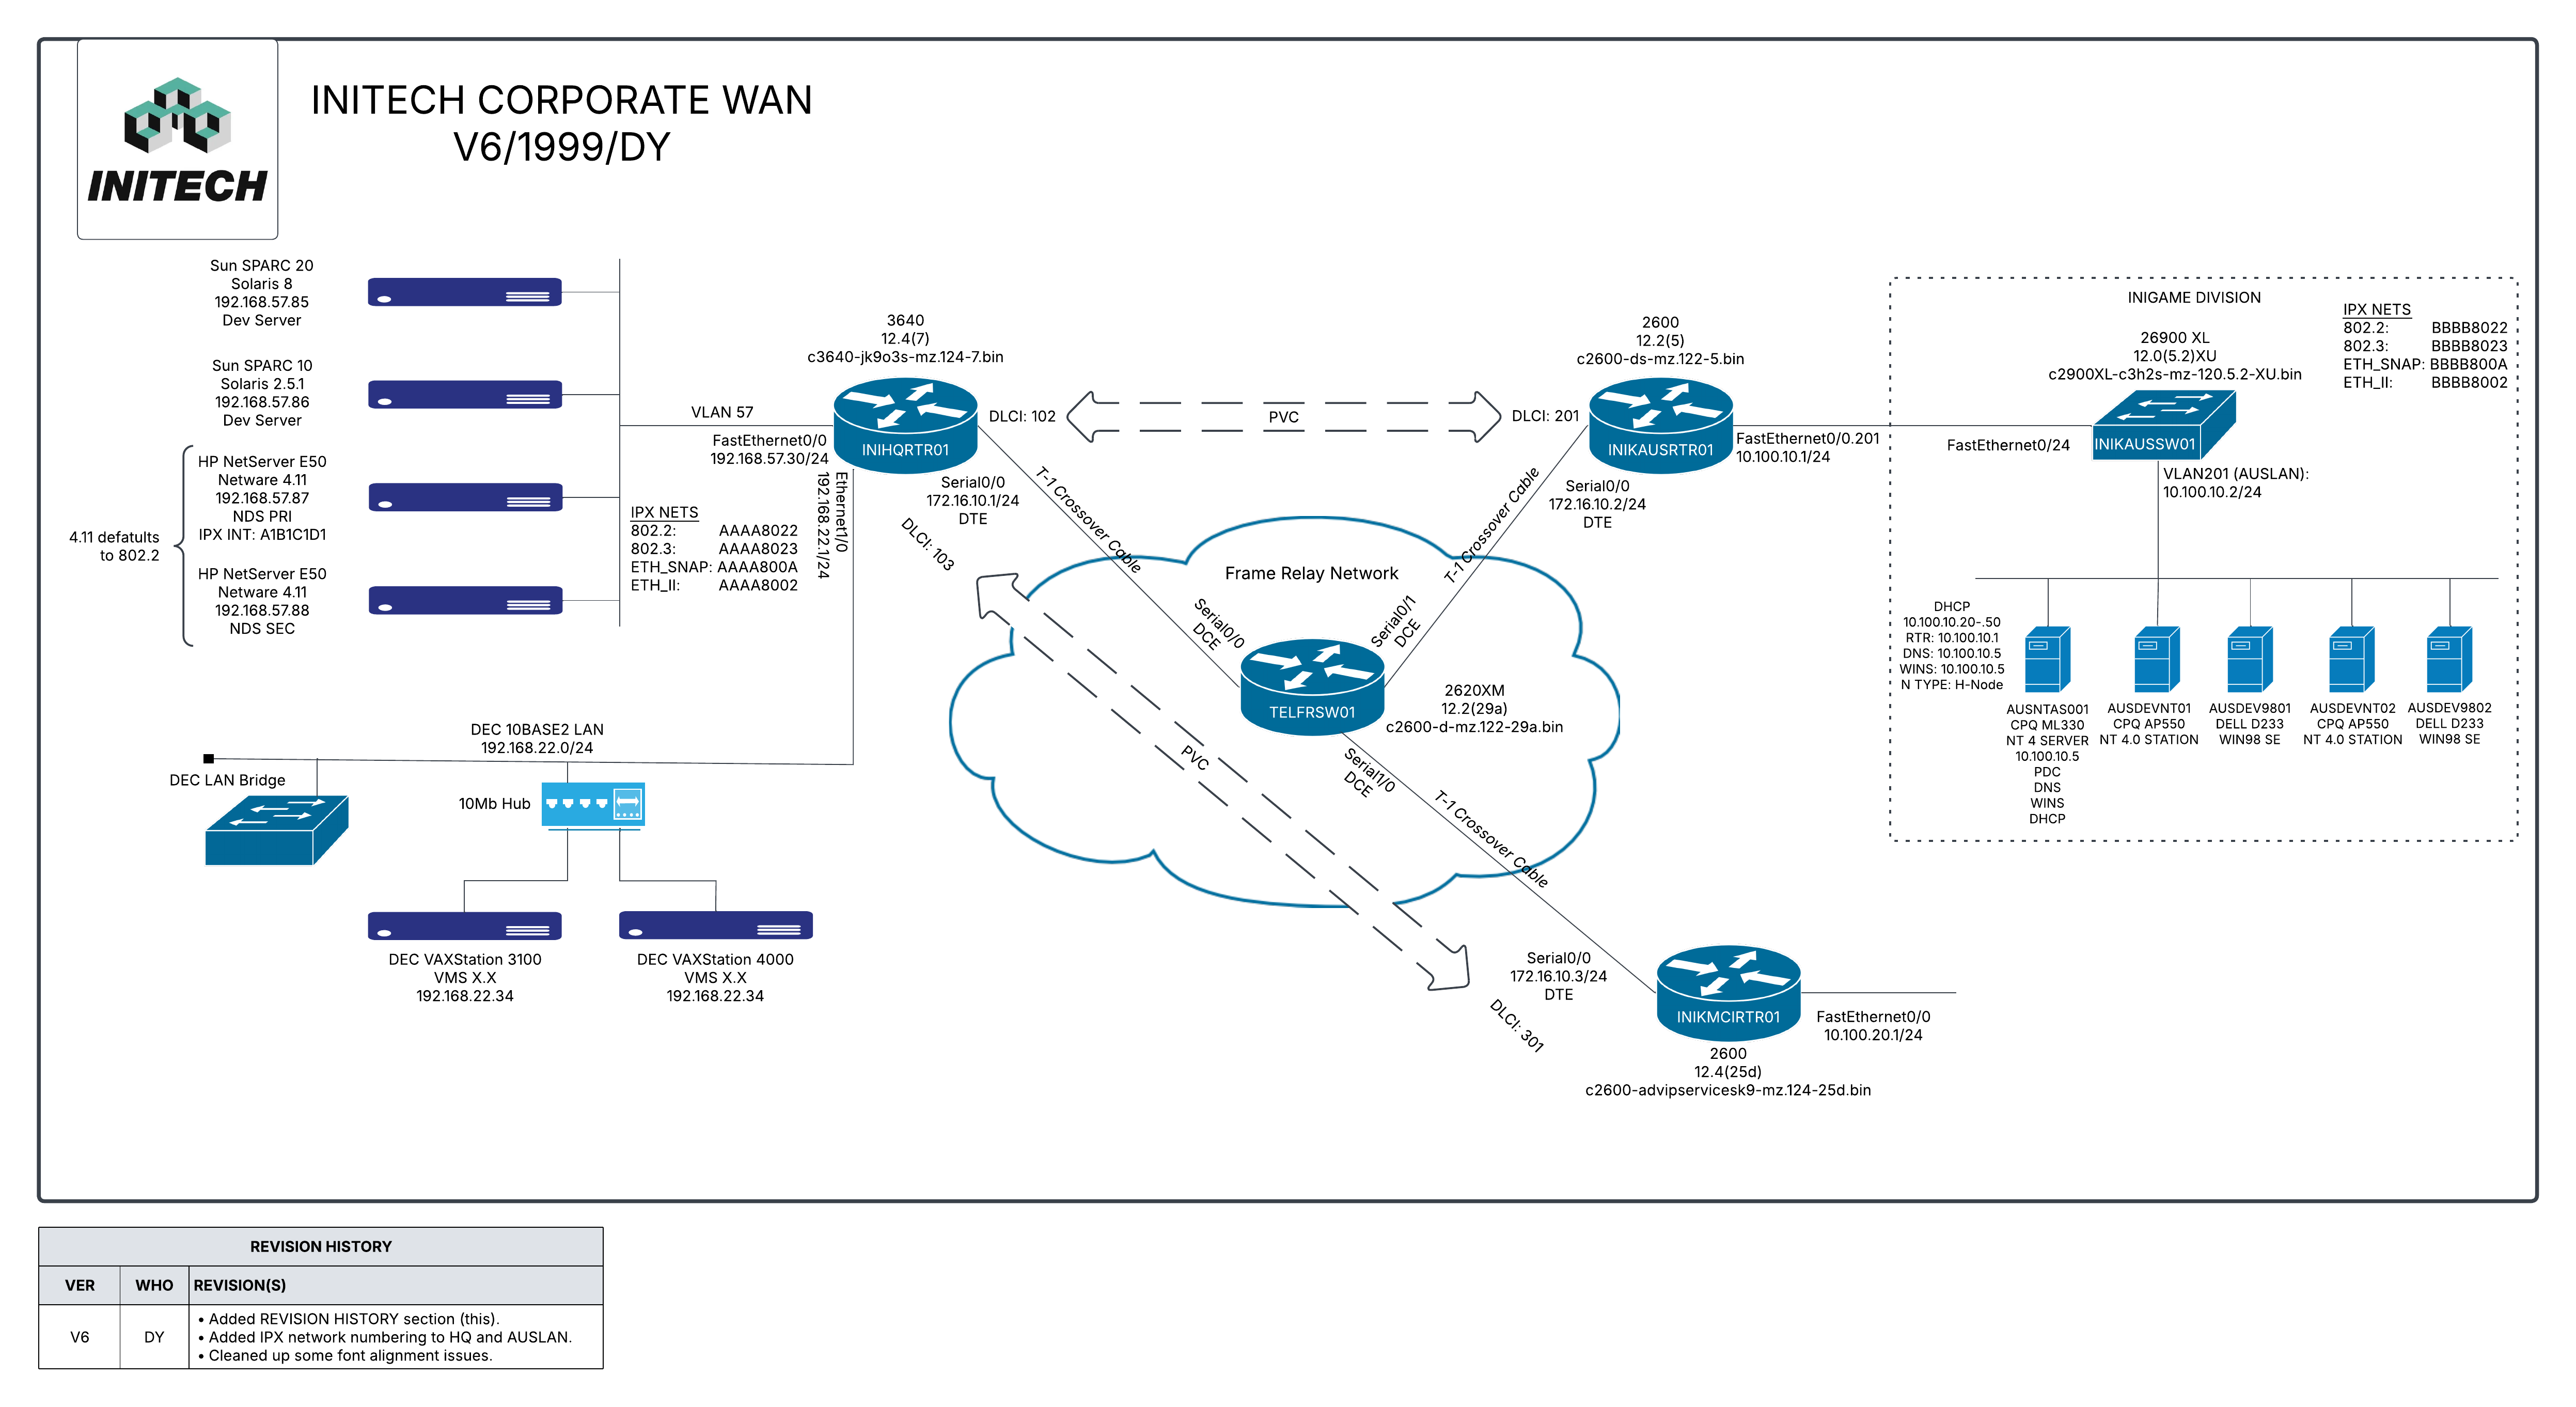 INITECH
INITECH CORPORATE WAN
V6/1999/DY
Sun SPARC 20
Solaris 8
192.168.57.85
Dev Server
Sun SPARC 10
Solaris 2.5.1
192.168.57.86
Dev Server
HP NetServer E50
Netware 4.11
192.168.57.87
NDS PRI
IPX INT: A1B1C1D1
4.11 defatults
to 802.2
HP NetServer E50
Netware 4.11
192.168.57.88
NDS SEC
VLAN 57
FastEthernet0/0
192.168.57.30/24
IPX NETS
802.2: AAAA8022
802.3: AAAA8023
ETH_SNAP: AAAA800A
ETH_II: AAAA8002
Ethernet1/0
192.168.22.1/24
3640
12.4(7)
c3640-jk9o3s-mz.124-7.bin
INIHQRTR01
DLCI: 102
Serial0/0
172.16.10.1/24
DTE
DLCI: 103
T-1 Crossover Cable
PVC
DLCI: 201
2600
12.2(5)
c2600-ds-mz.122-5.bin
INIKAUSRTR01
Serial0/0
172.16.10.2/24
DTE
T-1 Crossover Cable
FastEthernet0/0.201
10.100.10.1/24
INIGAME DIVISION
26900 XL
12.0(5.2)XU
c2900XL-c3h2s-mz-120.5.2-XU.bin
IPX NETS
802.2: BBBB8022
802.3: BBBB8023
ETH_SNAP: BBBB800A
ETH_II: BBBB8002
FastEthernet0/24
INIKAUSSW01
VLAN201 (AUSLAN):
10.100.10.2/24
DHCP
10.100.10.20-.50
RTR: 10.100.10.1
DNS: 10.100.10.5
WINS: 10.100.10.5
N TYPE: H-Node
AUSNTAS001
CPQ ML330
NT 4 SERVER
10.100.10.5
PDC
DNS
WINS
DHCP
AUSDEVNT01
CPQ AP550
NT 4.0 STATION
AUSDEV9801
DELL D233
WIN98 SE
AUSDEVNT02
CPQ AP550
NT 4.0 STATION
AUSDEV9802
DELL D233
WIN98 SE
Frame Relay Network
Serial0/0
DCE
Serial0/1
DCE
TELFRSW01
2620XM
12.2(29a)
c2600-d-mz.122-29a.bin
Serial1/0
DCE
T-1 Crossover Cable
PVC
DEC 10BASE2 LAN
192.168.22.0/24
DEC LAN Bridge
10Mb Hub
DEC VAXStation 3100
VMS X.X
192.168.22.34
DEC VAXStation 4000
VMS X.X
192.168.22.34
Serial0/0
172.16.10.3/24
DTE
DLCI: 301
INIKMCIRTR01
FastEthernet0/0
10.100.20.1/24
2600
12.4(25d)
c2600-advipservicesk9-mz.124-25d.bin
REVISION HISTORY
VER WHO REVISION(S)
V6 DY
• Added REVISION HISTORY section (this).
• Added IPX network numbering to HQ and AUSLAN.
• Cleaned up some font alignment issues.